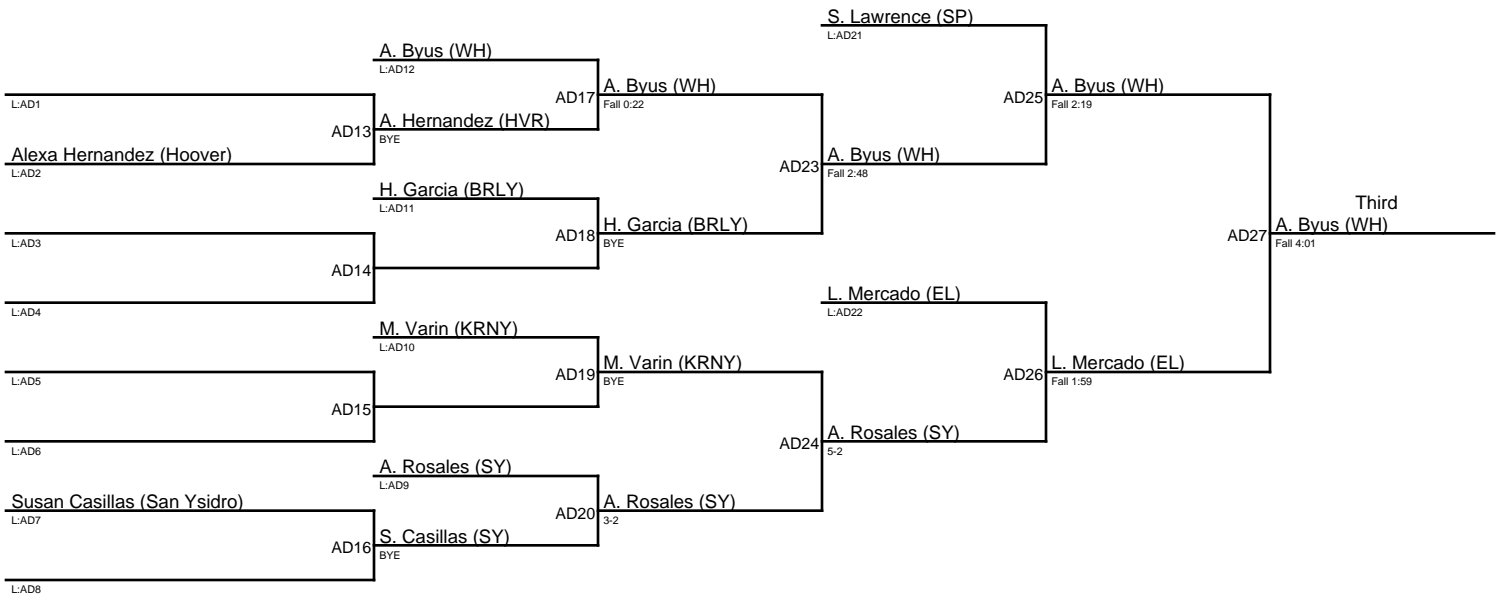 S. Lawrence (SP)
L:AD21
A. Byus (WH)
L:AD12
L:AD1
AD17
A. Byus (WH)
Fall 0:22
AD25
A. Byus (WH)
Fall 2:19
AD13
A. Hernandez (HVR)
BYE
Alexa Hernandez (Hoover)
L:AD2
AD23
A. Byus (WH)
Fall 2:48
H. Garcia (BRLY)
L:AD11
Third
L:AD3
AD18
H. Garcia (BRLY)
BYE
AD27
A. Byus (WH)
Fall 4:01
AD14
L:AD4
L. Mercado (EL)
L:AD22
M. Varin (KRNY)
L:AD10
L:AD5
AD19
M. Varin (KRNY)
BYE
AD26
L. Mercado (EL)
Fall 1:59
AD15
L:AD6
AD24
A. Rosales (SY)
5-2
A. Rosales (SY)
L:AD9
Susan Casillas (San Ysidro)
L:AD7
AD20
A. Rosales (SY)
3-2
AD16
S. Casillas (SY)
BYE
L:AD8